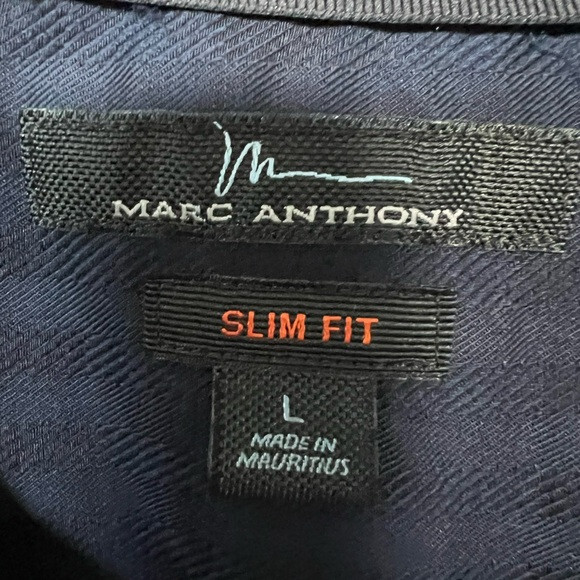 MARC ANTHONY
SLIM FIT
L
MADE IN
MAURITIUS